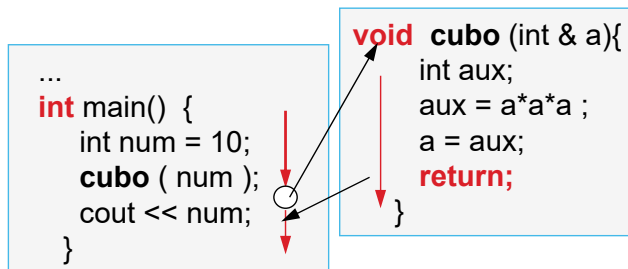 ...
int main() {
int num = 10;
cubo ( num );
cout << num;
}
void cubo (int & a){
int aux;
aux = a*a*a ;
a = aux;
return;
}